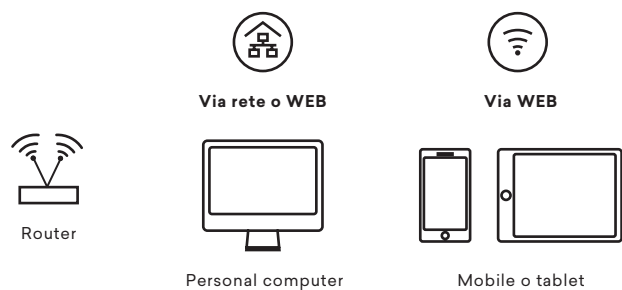 Via rete o WEB
Via WEB
Router
Personal computer
Mobile o tablet